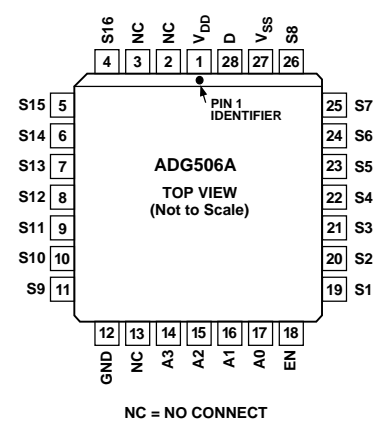 S16 NC NC VDD D VSS S8
4 3 2 1 28 27 26
PIN 1
IDENTIFIER
S15 5
S14 6
S13 7
S12 8
S11 9
S10 10
S9 11
ADG506A
TOP VIEW
(Not to Scale)
25 S7
24 S6
23 S5
22 S4
21 S3
20 S2
19 S1
12 13 14 15 16 17 18
GND NC A3 A2 A1 A0 EN
NC = NO CONNECT